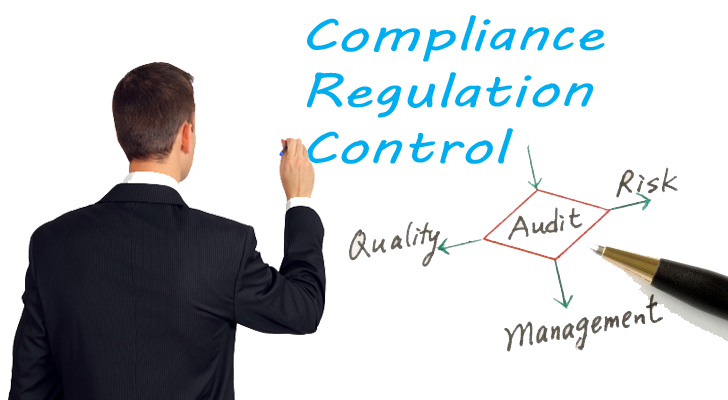 Compliance
Regulation
Control
Risk
Audit
Quality
Management